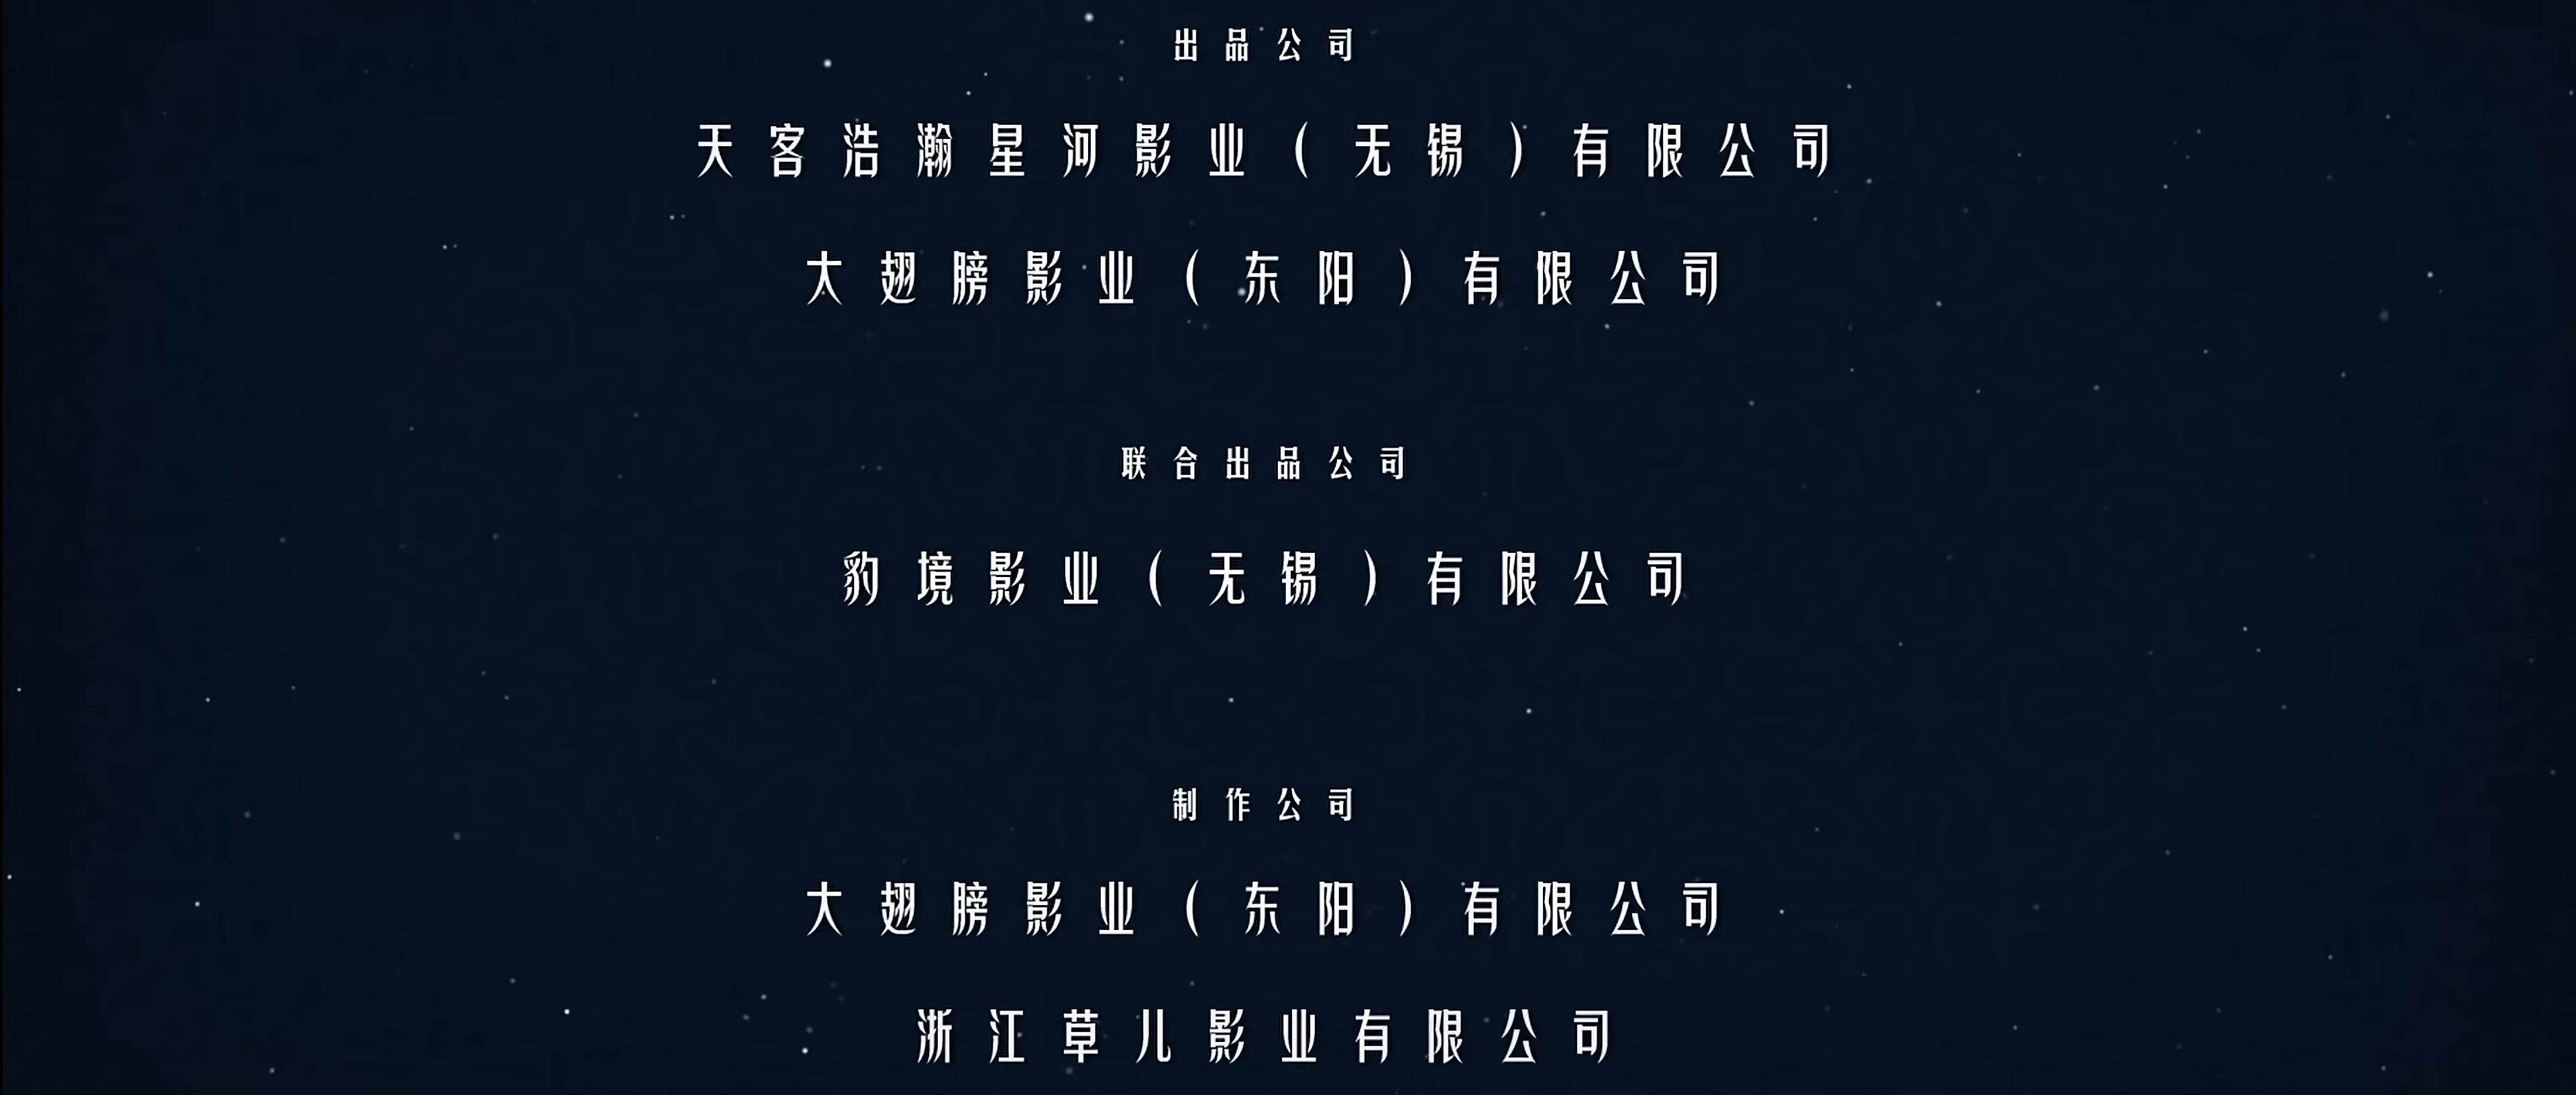 出品公司
天客浩瀚星河影业（无锡）有限公司
大翅膀影业（东阳）有限公司
联合出品公司
豹境影业（无锡）有限公司
制作公司
大翅膀影业（东阳）有限公司
浙江草儿影业有限公司